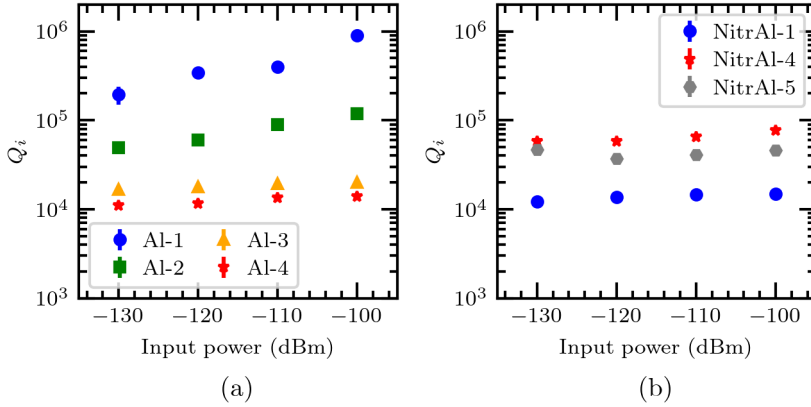 10^6
10^5
10^4
10^3
Q_i
Al-1
Al-2
Al-3
Al-4
−130
−120
−110
−100
Input power (dBm)
(a)
10^6
10^5
10^4
10^3
Q_i
NitrAl-1
NitrAl-4
NitrAl-5
−130
−120
−110
−100
Input power (dBm)
(b)